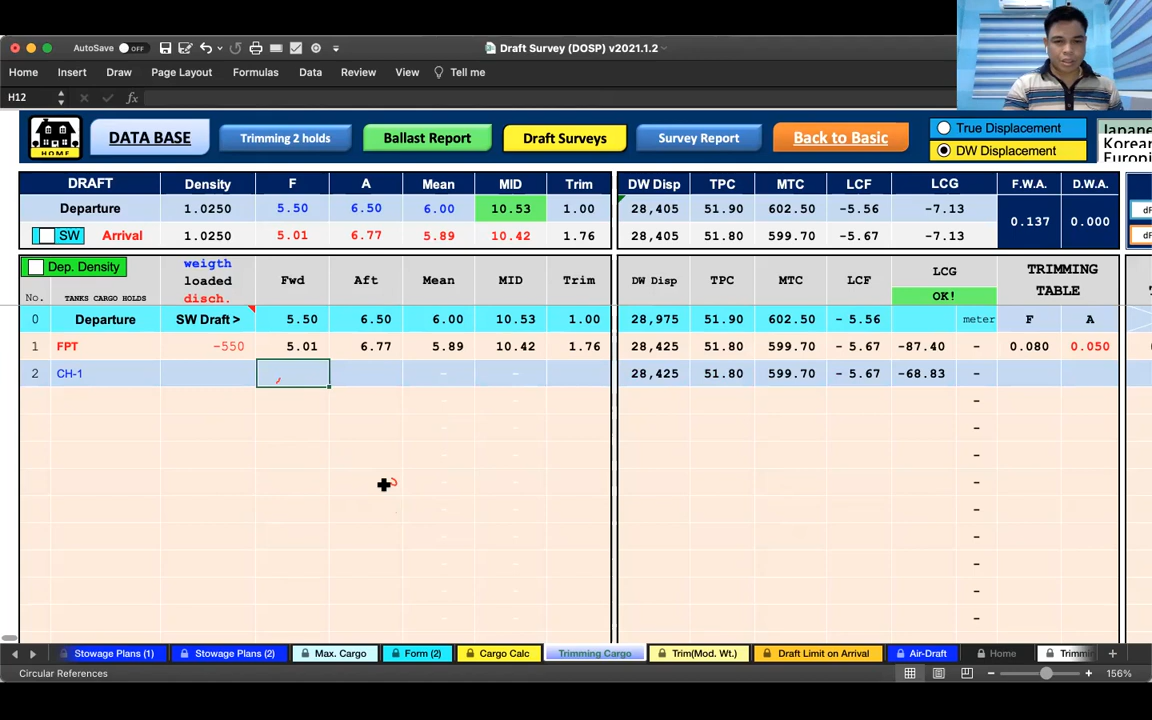 AutoSave OFF
Draft Survey (DOSP) v2021.1.2
Home Insert Draw Page Layout Formulas Data Review View Tell me
H12 fx
HOME DATA BASE Trimming 2 holds Ballast Report Draft Surveys Survey Report Back to Basic True Displacement
DW Displacement
Japane
Korear
Europi
DRAFT Density F A Mean MID Trim DW Disp TPC MTC LCF LCG F.W.A. D.W.A.
Departure 1.0250 5.50 6.50 6.00 10.53 1.00 28,405 51.90 602.50 -5.56 -7.13 0.137 0.000
SW Arrival 1.0250 5.01 6.77 5.89 10.42 1.76 28,405 51.80 599.70 -5.67 -7.13
Dep. Density
No. TANKS CARGO HOLDS weigth loaded disch. Fwd Aft Mean MID Trim DW Disp TPC MTC LCF LCG OK! TRIMMING TABLE
0 Departure SW Draft > 5.50 6.50 6.00 10.53 1.00 28,975 51.90 602.50 - 5.56 meter F A
1 FPT -550 5.01 6.77 5.89 10.42 1.76 28,425 51.80 599.70 - 5.67 -87.40 - 0.080 0.050
2 CH-1 - - - 28,425 51.80 599.70 - 5.67 -68.83 -
Stowage Plans (1) Stowage Plans (2) Max. Cargo Form (2) Cargo Calc Trimming Cargo Trim(Mod. Wt.) Draft Limit on Arrival Air-Draft Home Trimmi
Circular References 156%